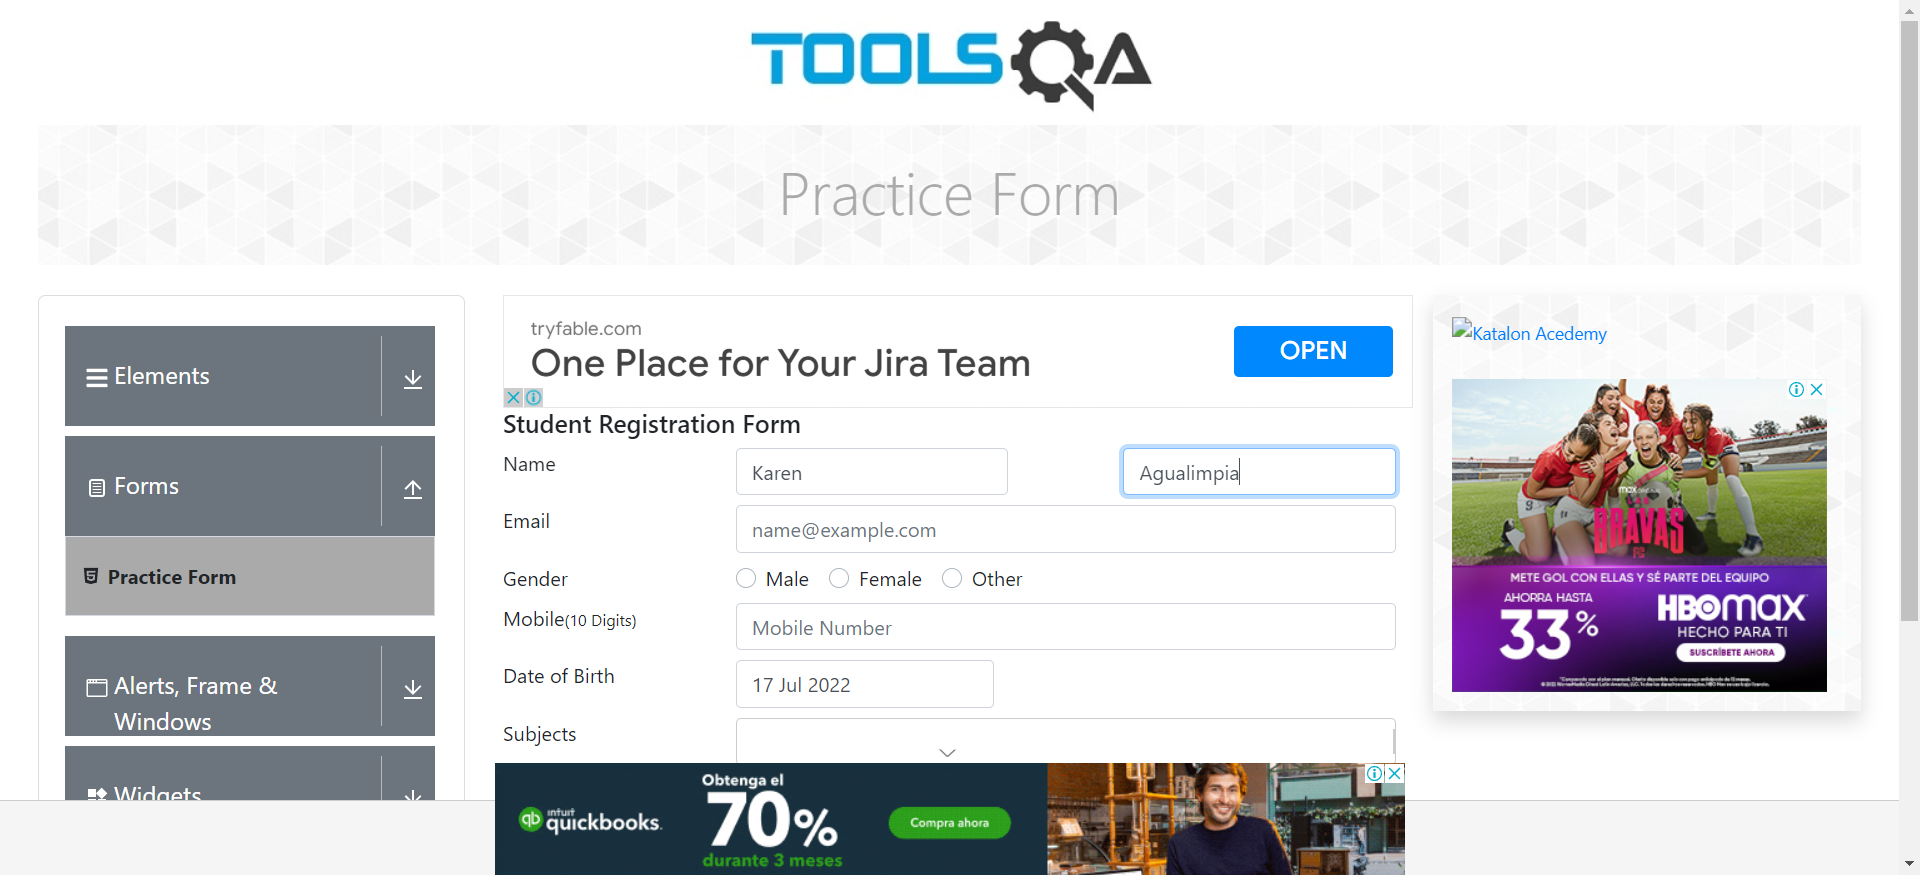 TOOLSQA
Practice Form
Elements
Forms
Practice Form
Alerts, Frame &
Windows
Widgets
tryfable.com
One Place for Your Jira Team
OPEN
Student Registration Form
Name
Karen
Agualimpia
Email
name@example.com
Gender
Male
Female
Other
Mobile(10 Digits)
Mobile Number
Date of Birth
17 Jul 2022
Subjects
Katalon Acedemy
BRAVAS
FC
METE GOL CON ELLAS Y SÉ PARTE DEL EQUIPO
AHORRA HASTA
33%
HBOMAX
HECHO PARA TI
SUSCRÍBETE AHORA
intuit
quickbooks.
Obtenga el
70%
durante 3 meses
Compra ahora